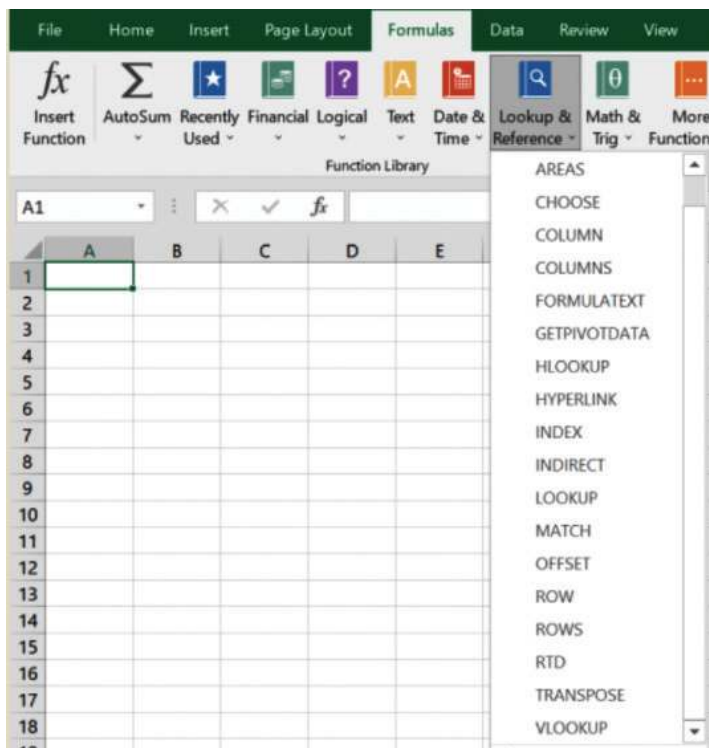 File Home Insert Page Layout Formulas Data Review View
fx Σ ? A θ
Insert Function AutoSum Recently Used Financial Logical Text Date & Time Lookup & Reference Math & Trig More Function
Function Library
A1 fx
A B C D E
1
2
3
4
5
6
7
8
9
10
11
12
13
14
15
16
17
18
AREAS
CHOOSE
COLUMN
COLUMNS
FORMULATEXT
GETPIVOTDATA
HLOOKUP
HYPERLINK
INDEX
INDIRECT
LOOKUP
MATCH
OFFSET
ROW
ROWS
RTD
TRANSPOSE
VLOOKUP